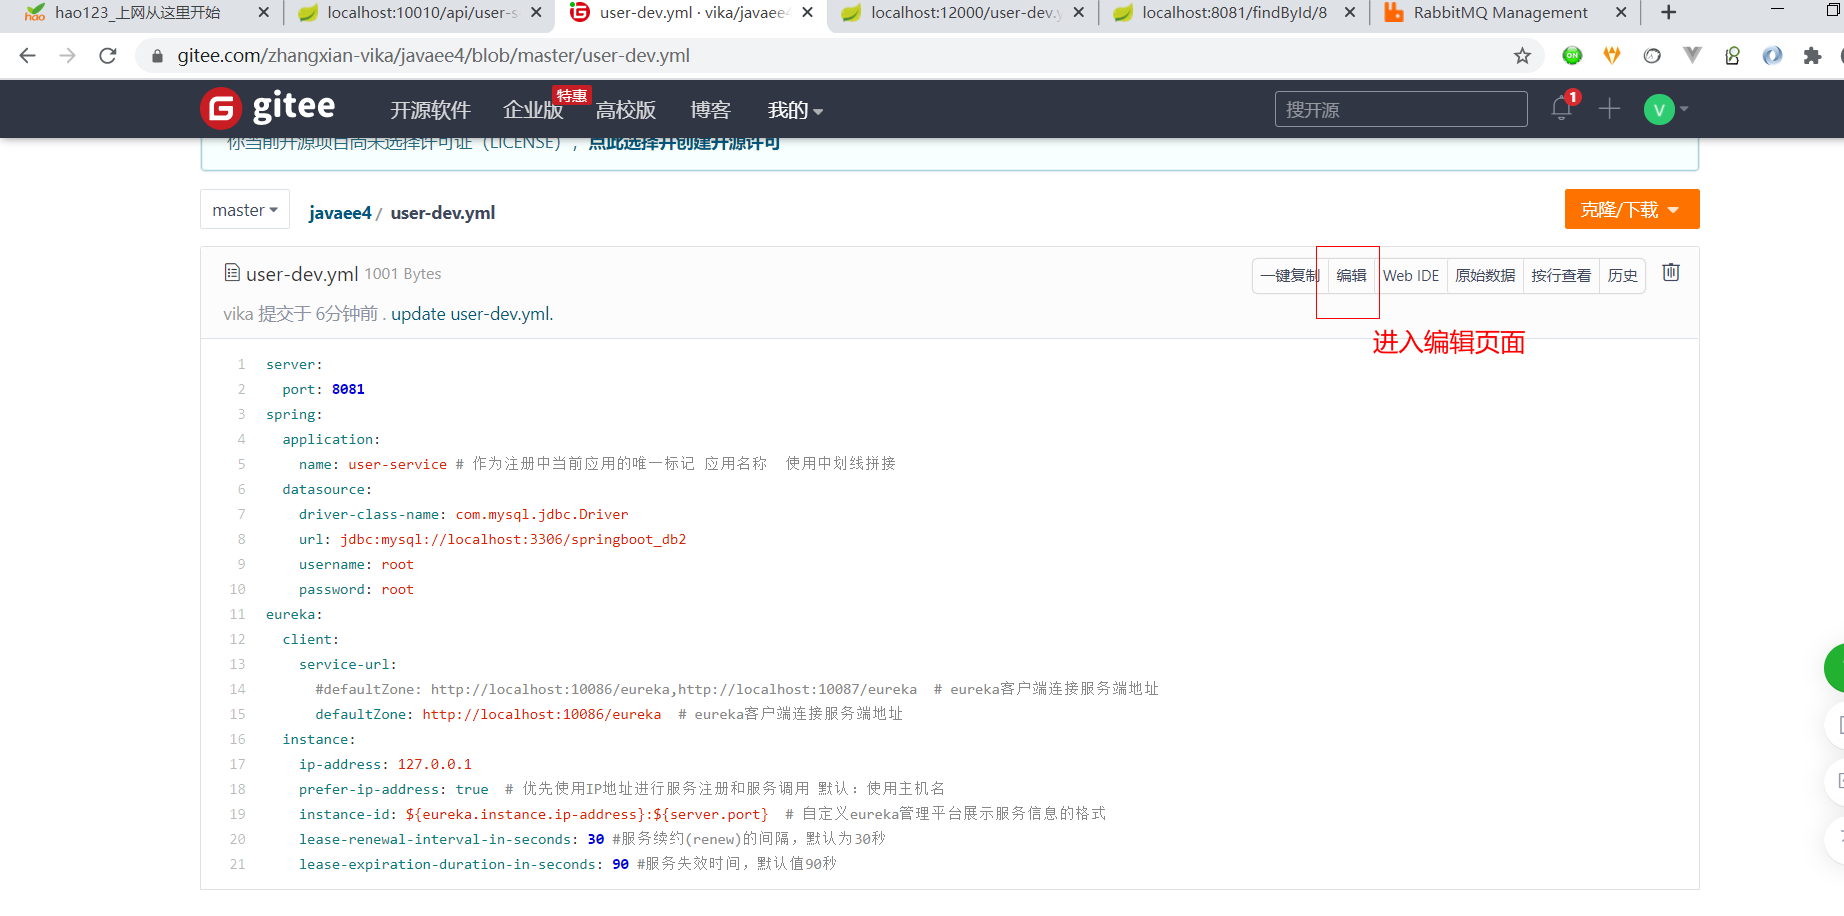 hao123_上网从这里开始
localhost:10010/api/user-s
user-dev.yml · vika/javaee4
localhost:12000/user-dev.y
localhost:8081/findById/8
RabbitMQ Management
gitee.com/zhangxian-vika/javaee4/blob/master/user-dev.yml
gitee
开源软件
企业版
特惠
高校版
博客
我的
搜开源
1
V
你当前开源项目尚未选择许可证（LICENSE），点此选择并创建开源许可
master
javaee4 / user-dev.yml
克隆/下载
user-dev.yml 1001 Bytes
一键复制
编辑
Web IDE
原始数据
按行查看
历史
vika 提交于 6分钟前 . update user-dev.yml.
进入编辑页面
1 server:
2 port: 8081
3 spring:
4 application:
5 name: user-service # 作为注册中当前应用的唯一标记 应用名称 使用中划线拼接
6 datasource:
7 driver-class-name: com.mysql.jdbc.Driver
8 url: jdbc:mysql://localhost:3306/springboot_db2
9 username: root
10 password: root
11 eureka:
12 client:
13 service-url:
14 #defaultZone: http://localhost:10086/eureka,http://localhost:10087/eureka # eureka客户端连接服务端地址
15 defaultZone: http://localhost:10086/eureka # eureka客户端连接服务端地址
16 instance:
17 ip-address: 127.0.0.1
18 prefer-ip-address: true # 优先使用IP地址进行服务注册和服务调用 默认：使用主机名
19 instance-id: ${eureka.instance.ip-address}:${server.port} # 自定义eureka管理平台展示服务信息的格式
20 lease-renewal-interval-in-seconds: 30 #服务续约(renew)的间隔，默认为30秒
21 lease-expiration-duration-in-seconds: 90 #服务失效时间，默认值90秒